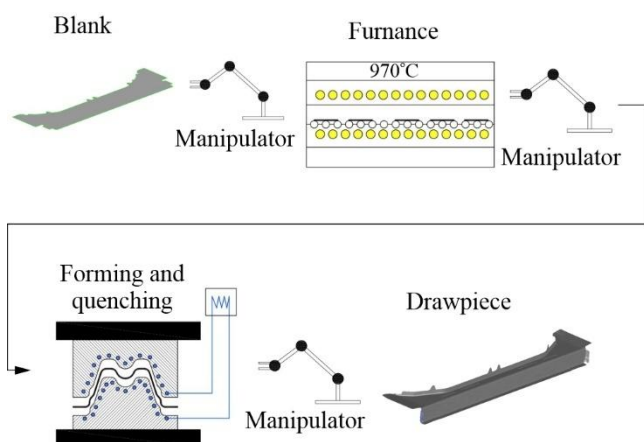 Blank
Furnance
970°C
Manipulator
Manipulator
Forming and
quenching
Drawpiece
Manipulator